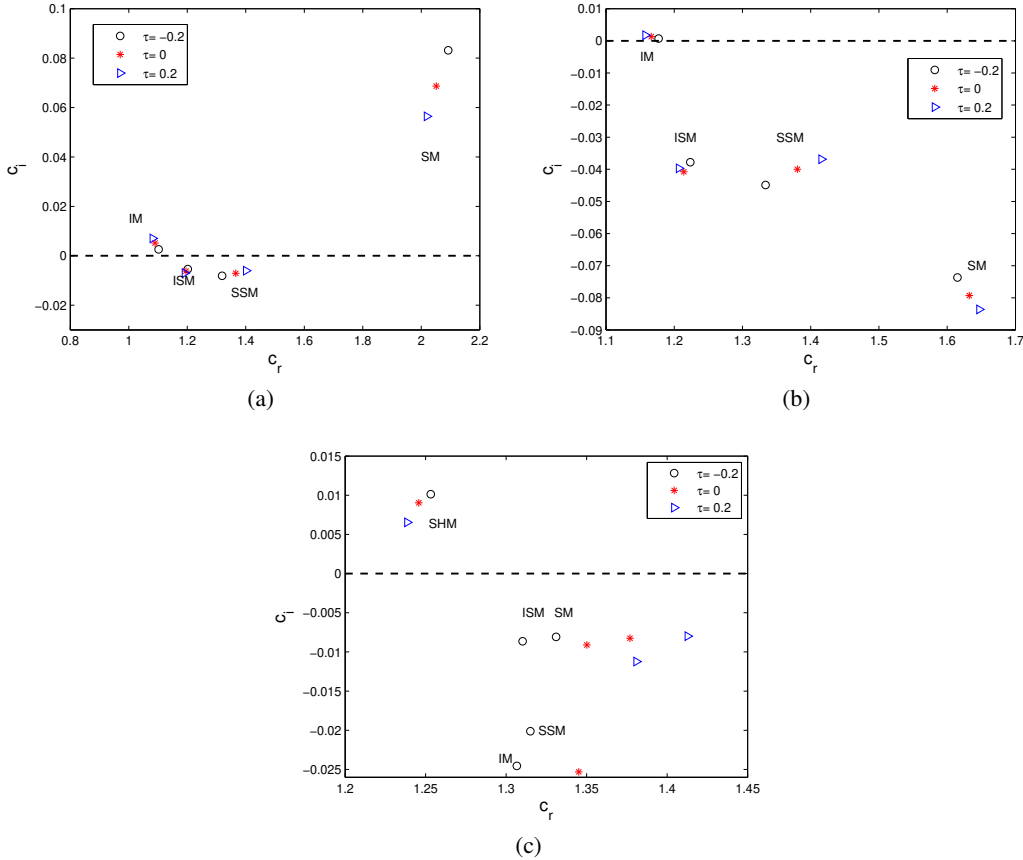 0.1
0.08
0.06
0.04
0.02
0
−0.02
c_i
τ= −0.2
τ= 0
τ= 0.2
SM
IM
ISM
SSM
0.8 1 1.2 1.4 1.6 1.8 2 2.2
c_r
(a)
0.01
0
−0.01
−0.02
−0.03
−0.04
−0.05
−0.06
−0.07
−0.08
−0.09
c_i
IM
τ= −0.2
τ= 0
τ= 0.2
ISM SSM
SM
1.1 1.2 1.3 1.4 1.5 1.6 1.7
c_r
(b)
0.015
0.01
0.005
0
−0.005
−0.01
−0.015
−0.02
−0.025
c_i
τ= −0.2
τ= 0
τ= 0.2
SHM
ISM SM
SSM
IM
1.2 1.25 1.3 1.35 1.4 1.45
c_r
(c)